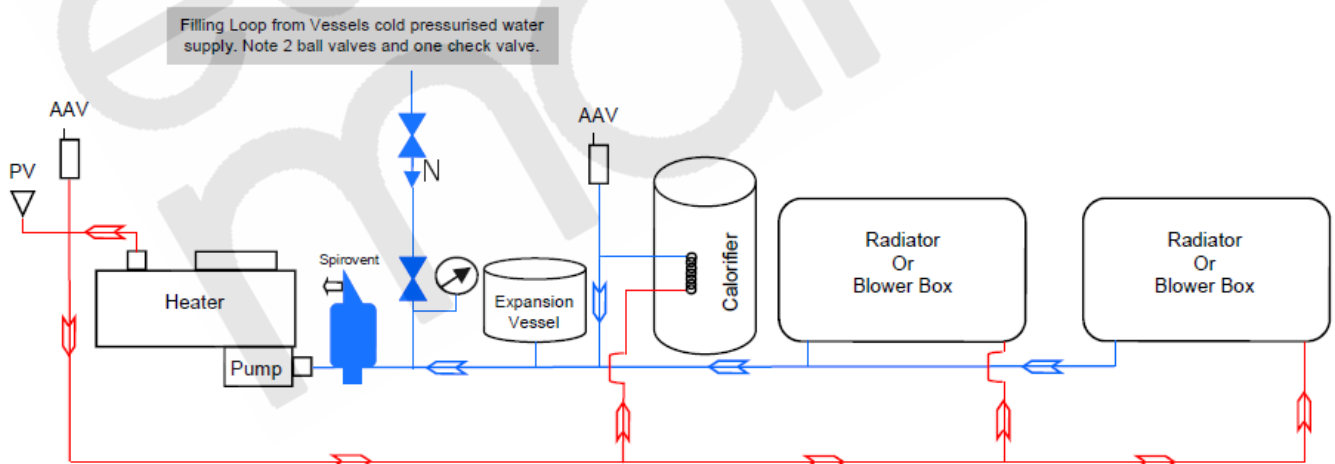 Filling Loop from Vessels cold pressurised water
supply. Note 2 ball valves and one check valve.
AAV
AAV
PV
N
Spirovent
Heater
Pump
Expansion
Vessel
Calorifier
Radiator
Or
Blower Box
Radiator
Or
Blower Box